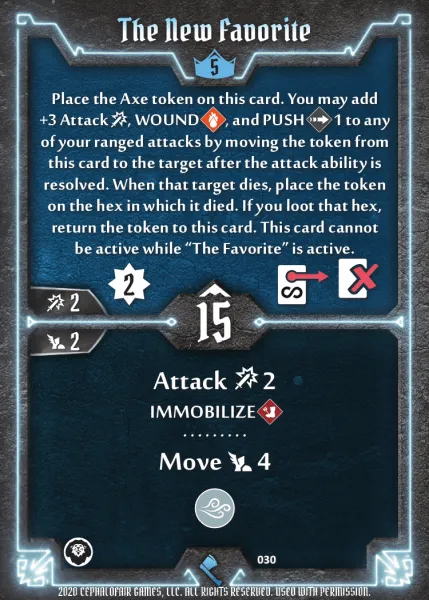 The New Favorite
5
Place the Axe token on this card. You may add
+3 Attack, WOUND, and PUSH 1 to any
of your ranged attacks by moving the token from
this card to the target after the attack ability is
resolved. When that target dies, place the token
on the hex in which it died. If you loot that hex,
return the token to this card. This card cannot
be active while "The Favorite" is active.
2
2
15
2
Attack 2
IMMOBILIZE
Move 4
030
2020 CEPHALOFAIR GAMES, LLC. ALL RIGHTS RESERVED. USED WITH PERMISSION.